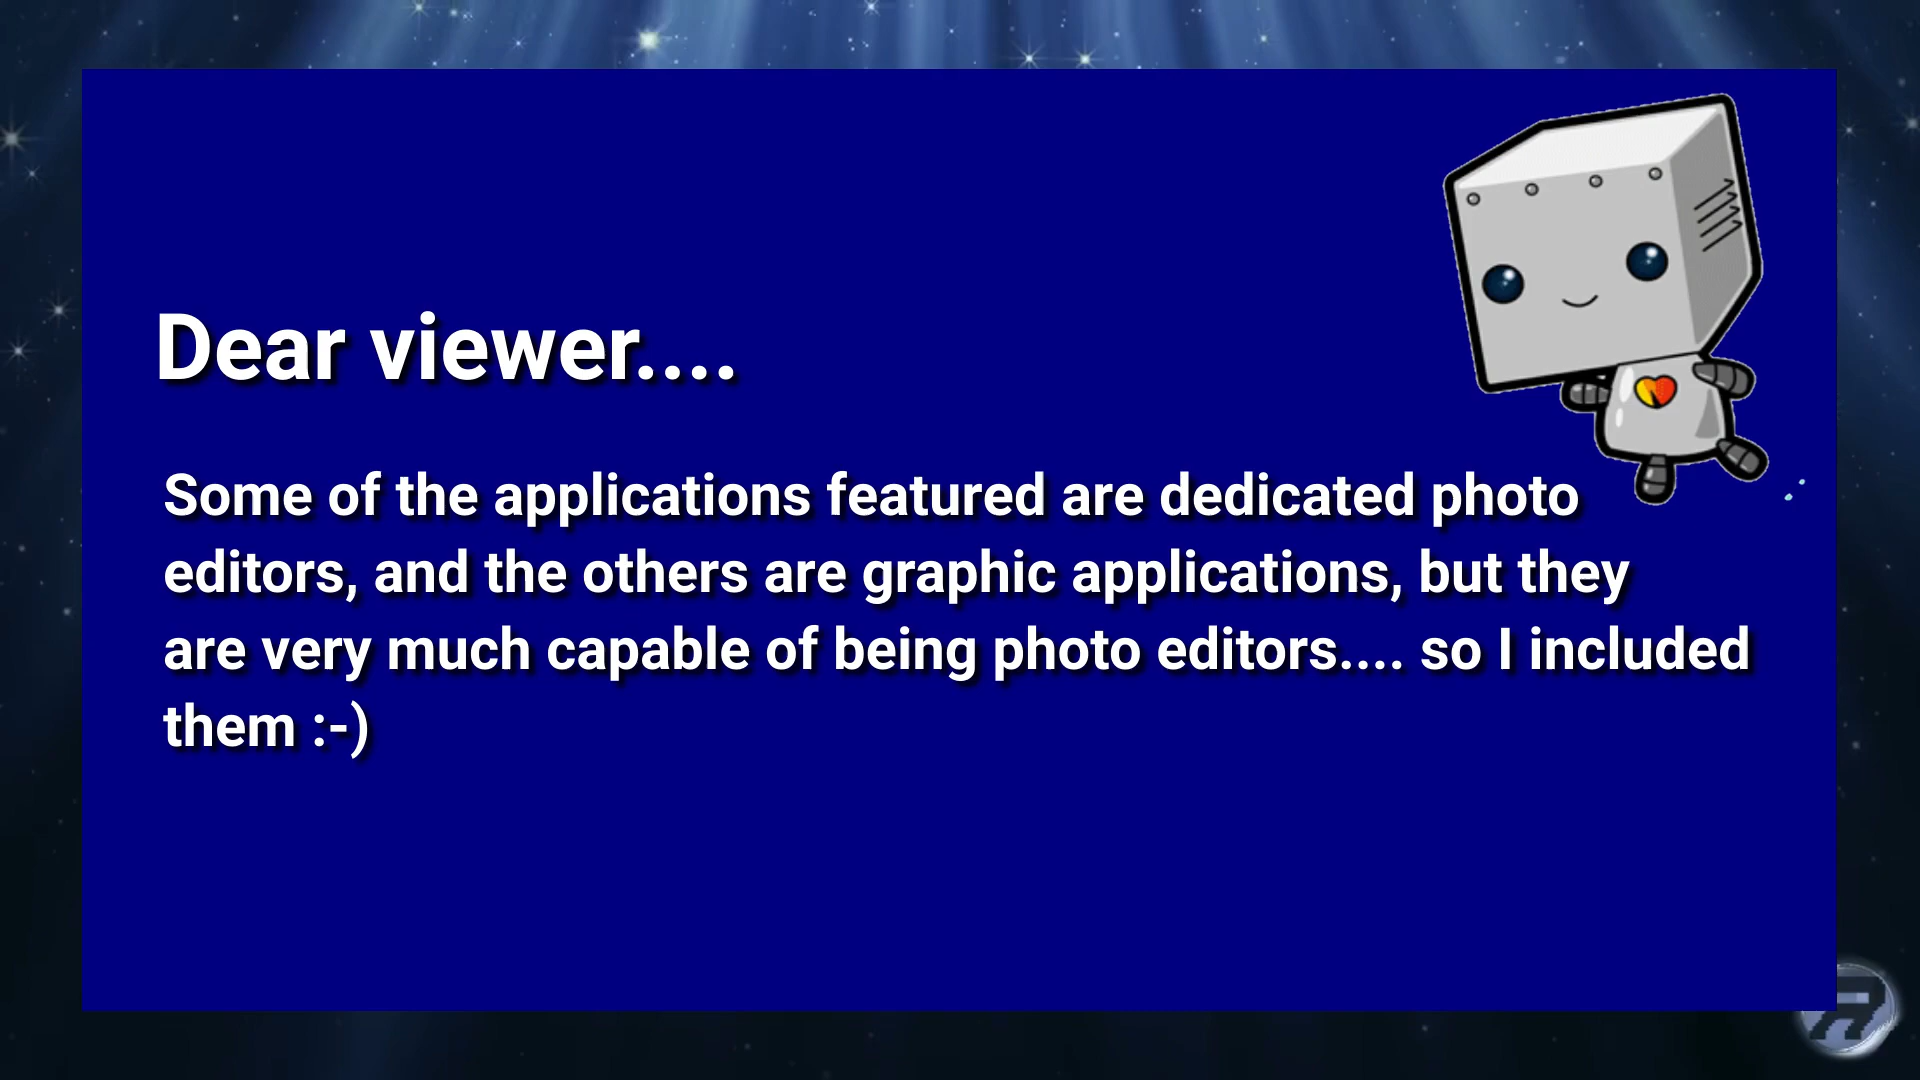 Dear viewer....
Some of the applications featured are dedicated photo
editors, and the others are graphic applications, but they
are very much capable of being photo editors.... so I included
them :-)